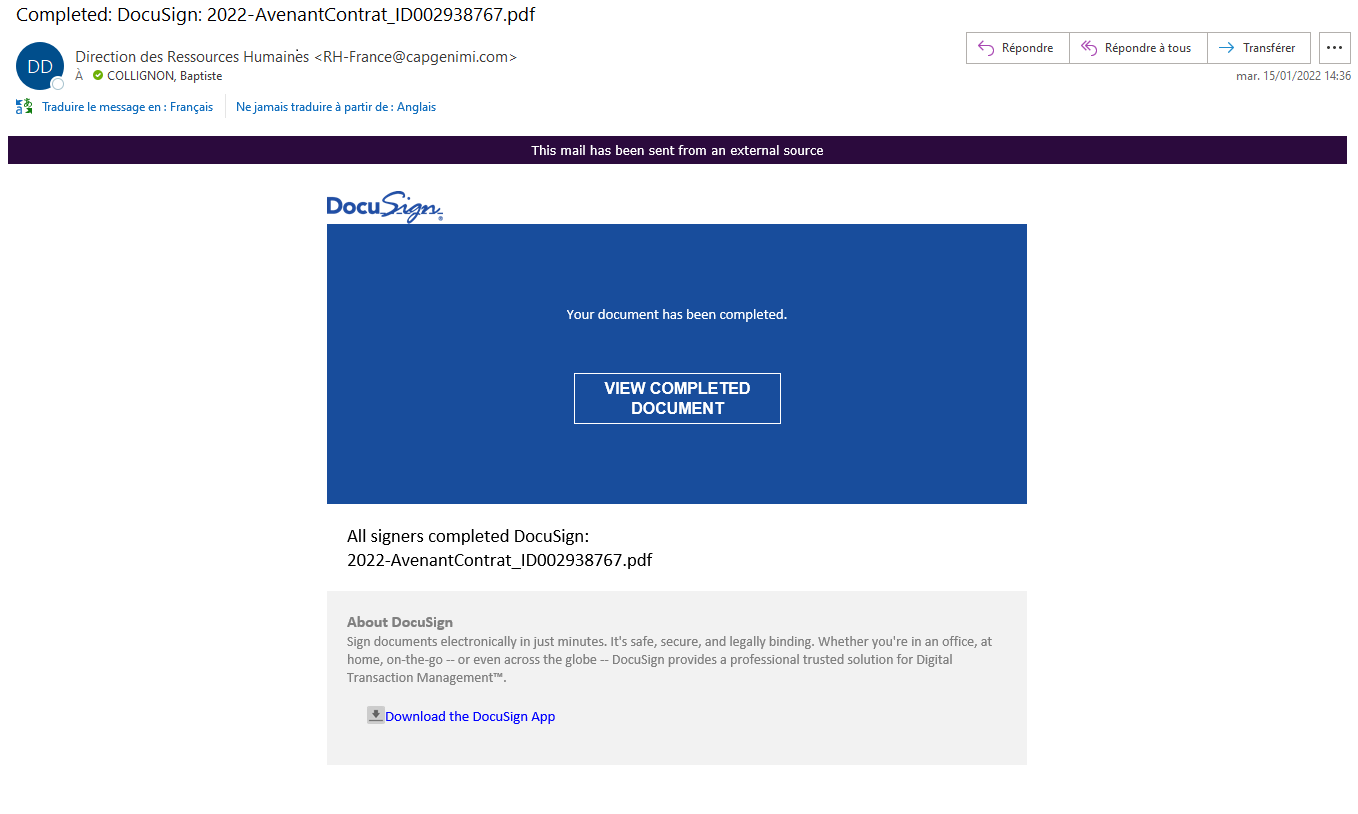 Completed: DocuSign: 2022-AvenantContrat_ID002938767.pdf
DD
Direction des Ressources Humaines <RH-France@capgenimi.com>
À COLLIGNON, Baptiste
Répondre
Répondre à tous
Transférer
mar. 15/01/2022 14:36
Traduire le message en : Français
Ne jamais traduire à partir de : Anglais
This mail has been sent from an external source
DocuSign®
Your document has been completed.
VIEW COMPLETED
DOCUMENT
All signers completed DocuSign:
2022-AvenantContrat_ID002938767.pdf
About DocuSign
Sign documents electronically in just minutes. It's safe, secure, and legally binding. Whether you're in an office, at
home, on-the-go -- or even across the globe -- DocuSign provides a professional trusted solution for Digital
Transaction Management™.
Download the DocuSign App